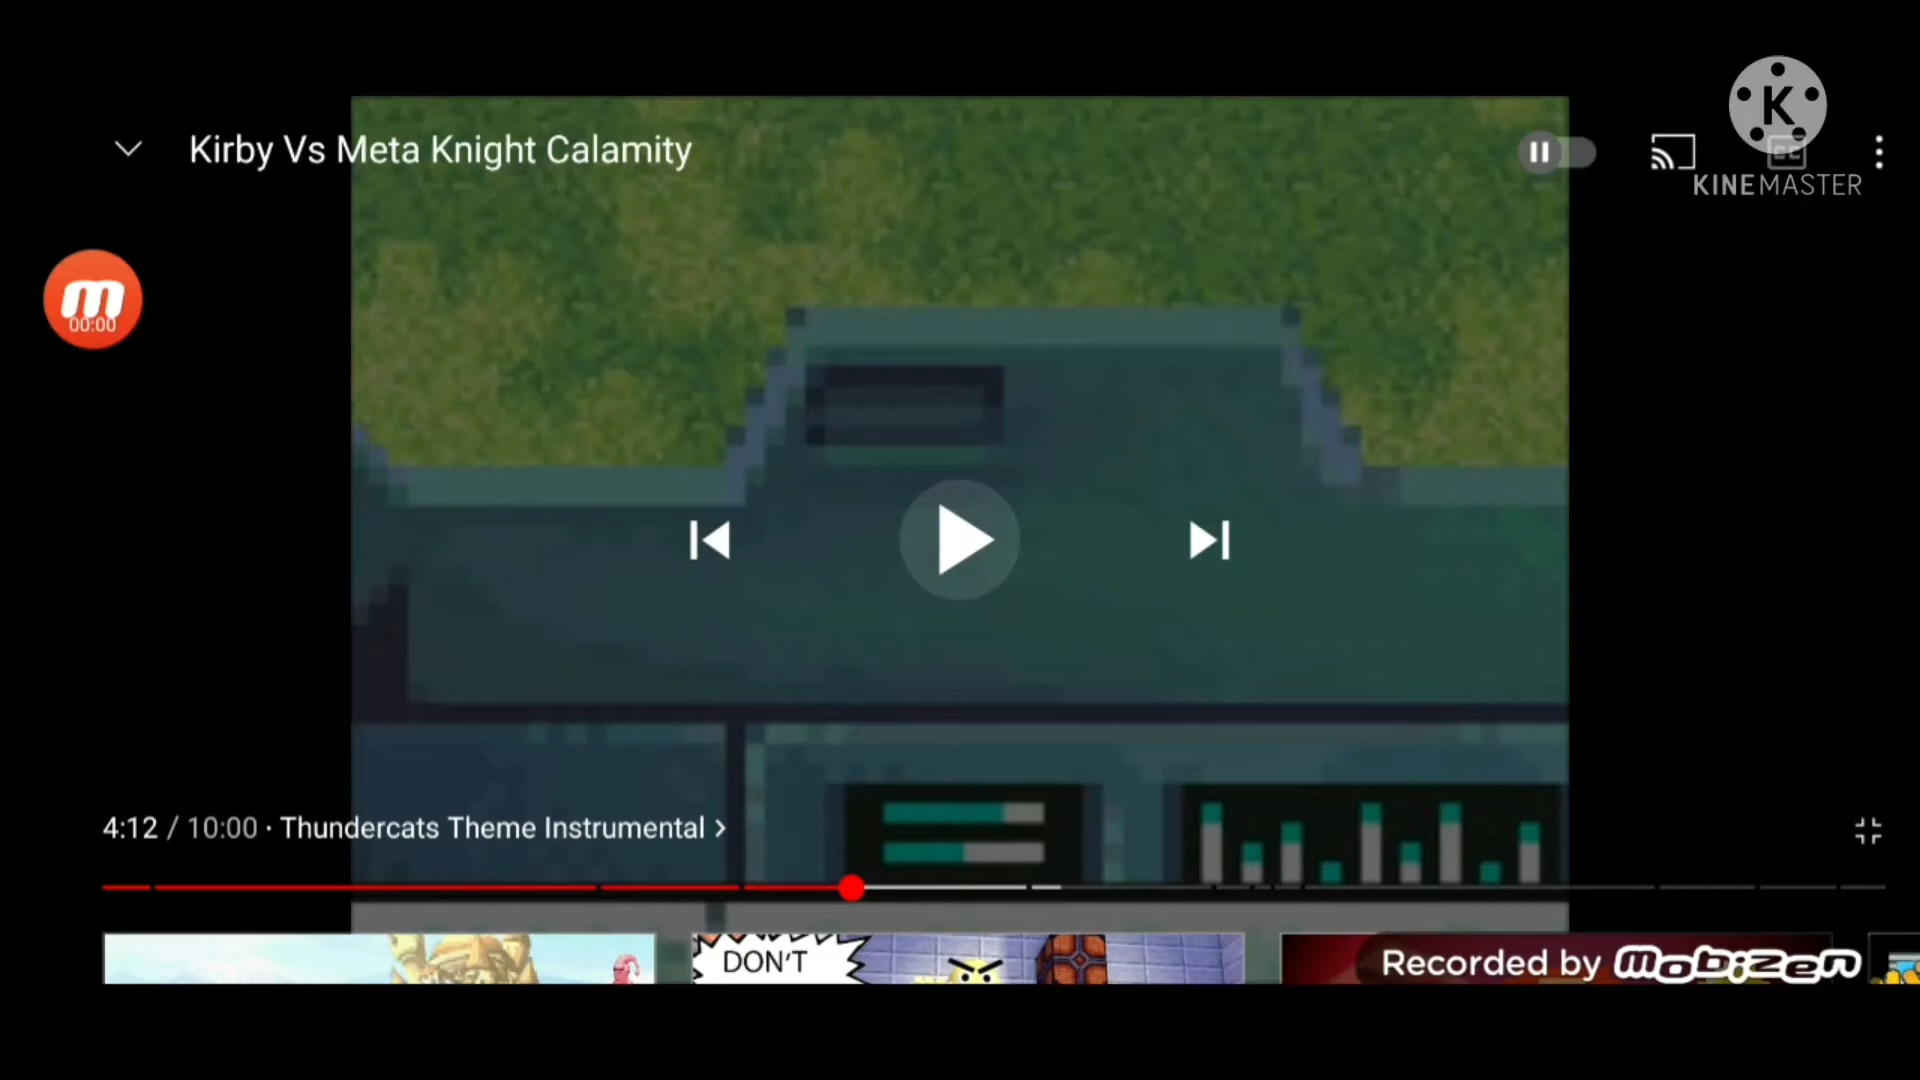 Kirby Vs Meta Knight Calamity
K
CC
KINEMASTER
m
00:00
4:12 / 10:00 · Thundercats Theme Instrumental
DON'T
Recorded by mobizen